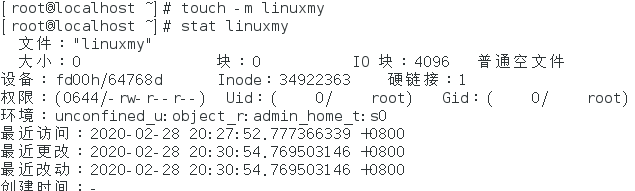 [root@localhost ~]# touch -m linuxmy
[root@localhost ~]# stat linuxmy
文件："linuxmy"
大小：0 块：0 IO 块：4096 普通空文件
设备：fd00h/64768d Inode：34922363 硬链接：1
权限：(0644/-rw-r--r--) Uid：( 0/ root) Gid：( 0/ root)
环境：unconfined_u:object_r:admin_home_t:s0
最近访问：2020-02-28 20:27:52.777366339 +0800
最近更改：2020-02-28 20:30:54.769503146 +0800
最近改动：2020-02-28 20:30:54.769503146 +0800
创建时间：-